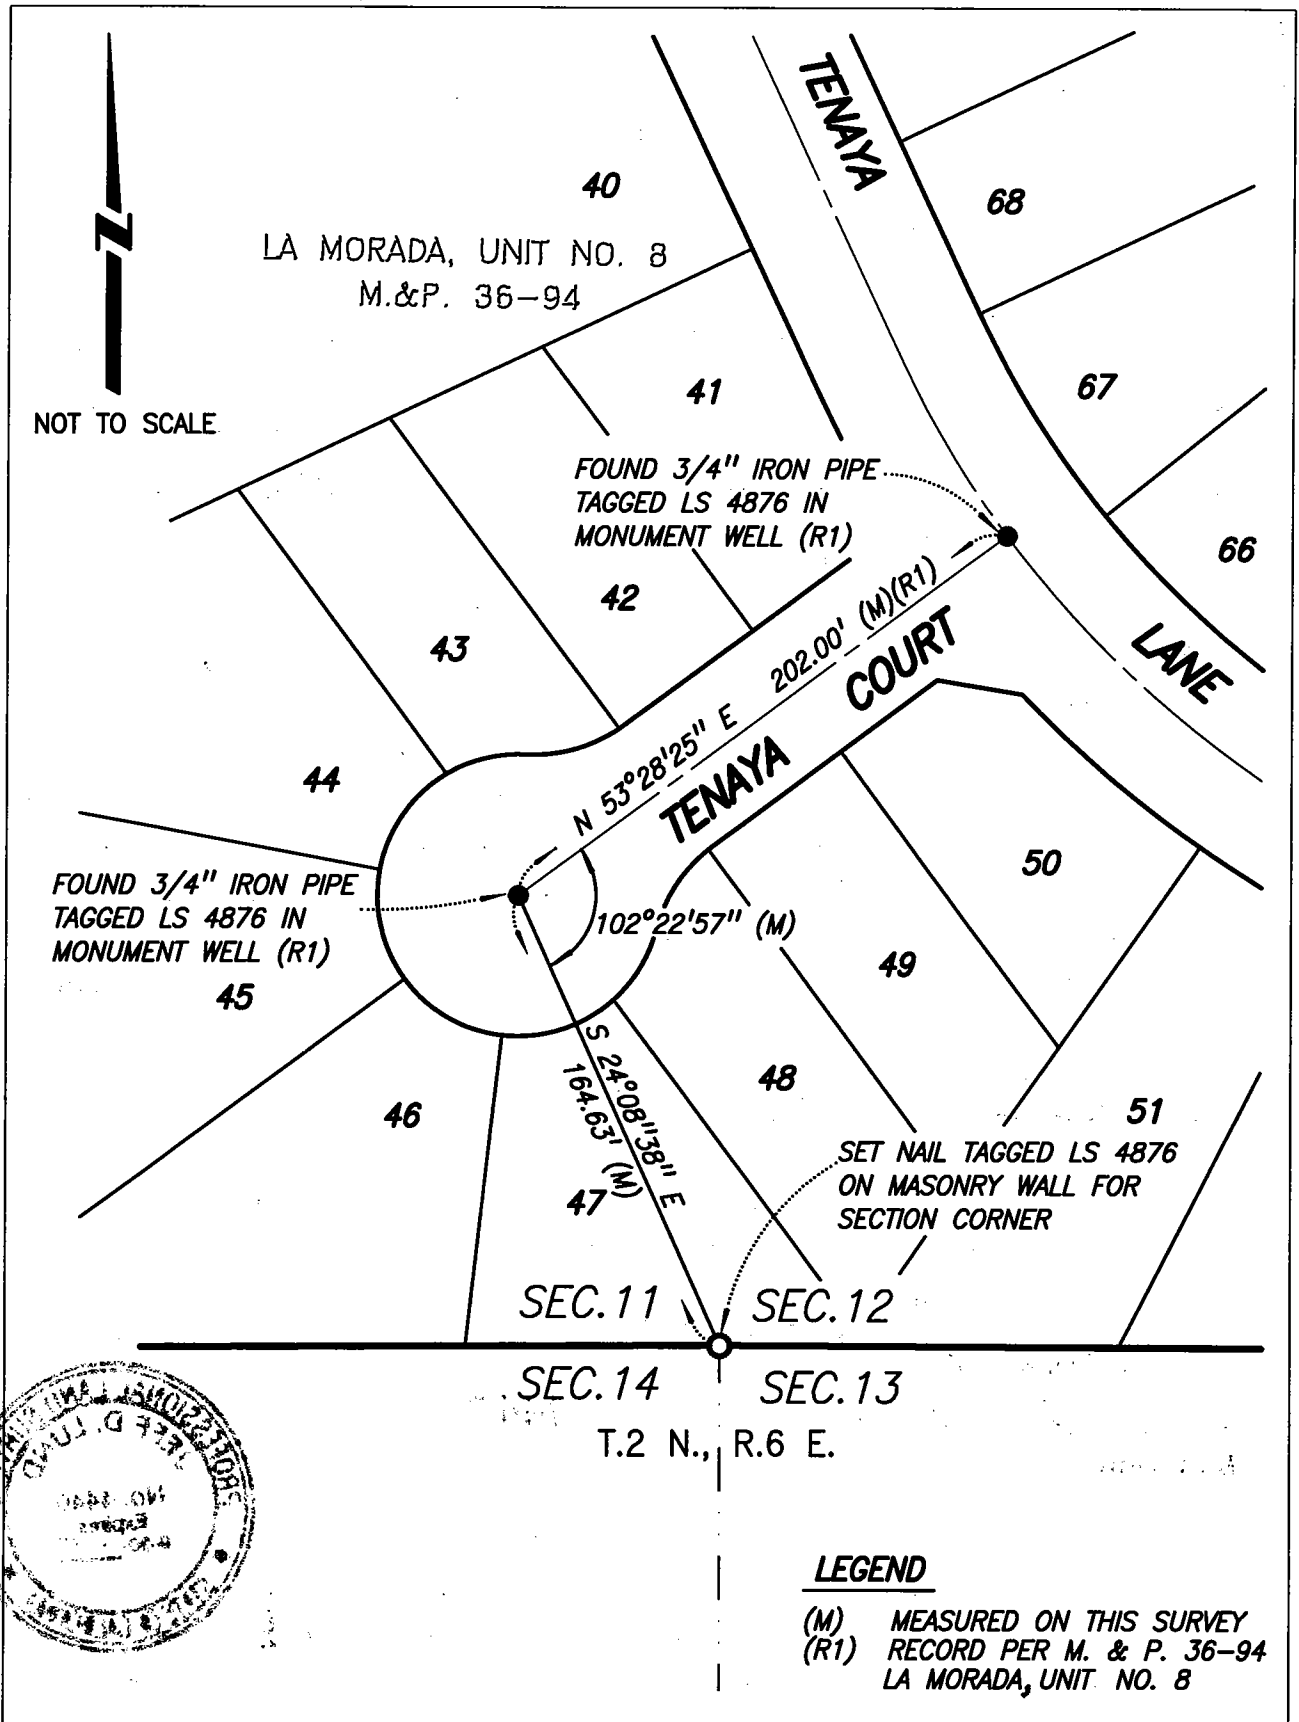 TENAYA
40
68
LA MORADA, UNIT NO. 8
M.&P. 36-94
41
67
NOT TO SCALE
FOUND 3/4" IRON PIPE
TAGGED LS 4876 IN
MONUMENT WELL (R1)
66
42
43
202.00' (M)(R1)
COURT
LANE
N 53°28'25" E
TENAYA
44
50
FOUND 3/4" IRON PIPE
TAGGED LS 4876 IN
MONUMENT WELL (R1)
102°22'57" (M)
49
45
S 24°08"38" E
164.63' (M)
48
46
51
SET NAIL TAGGED LS 4876
ON MASONRY WALL FOR
SECTION CORNER
47
SEC.11
SEC.12
SEC.14
SEC.13
T.2 N., R.6 E.
JEFF D. LUND
LEGEND
(M) MEASURED ON THIS SURVEY
(R1) RECORD PER M. & P. 36-94
LA MORADA, UNIT NO. 8